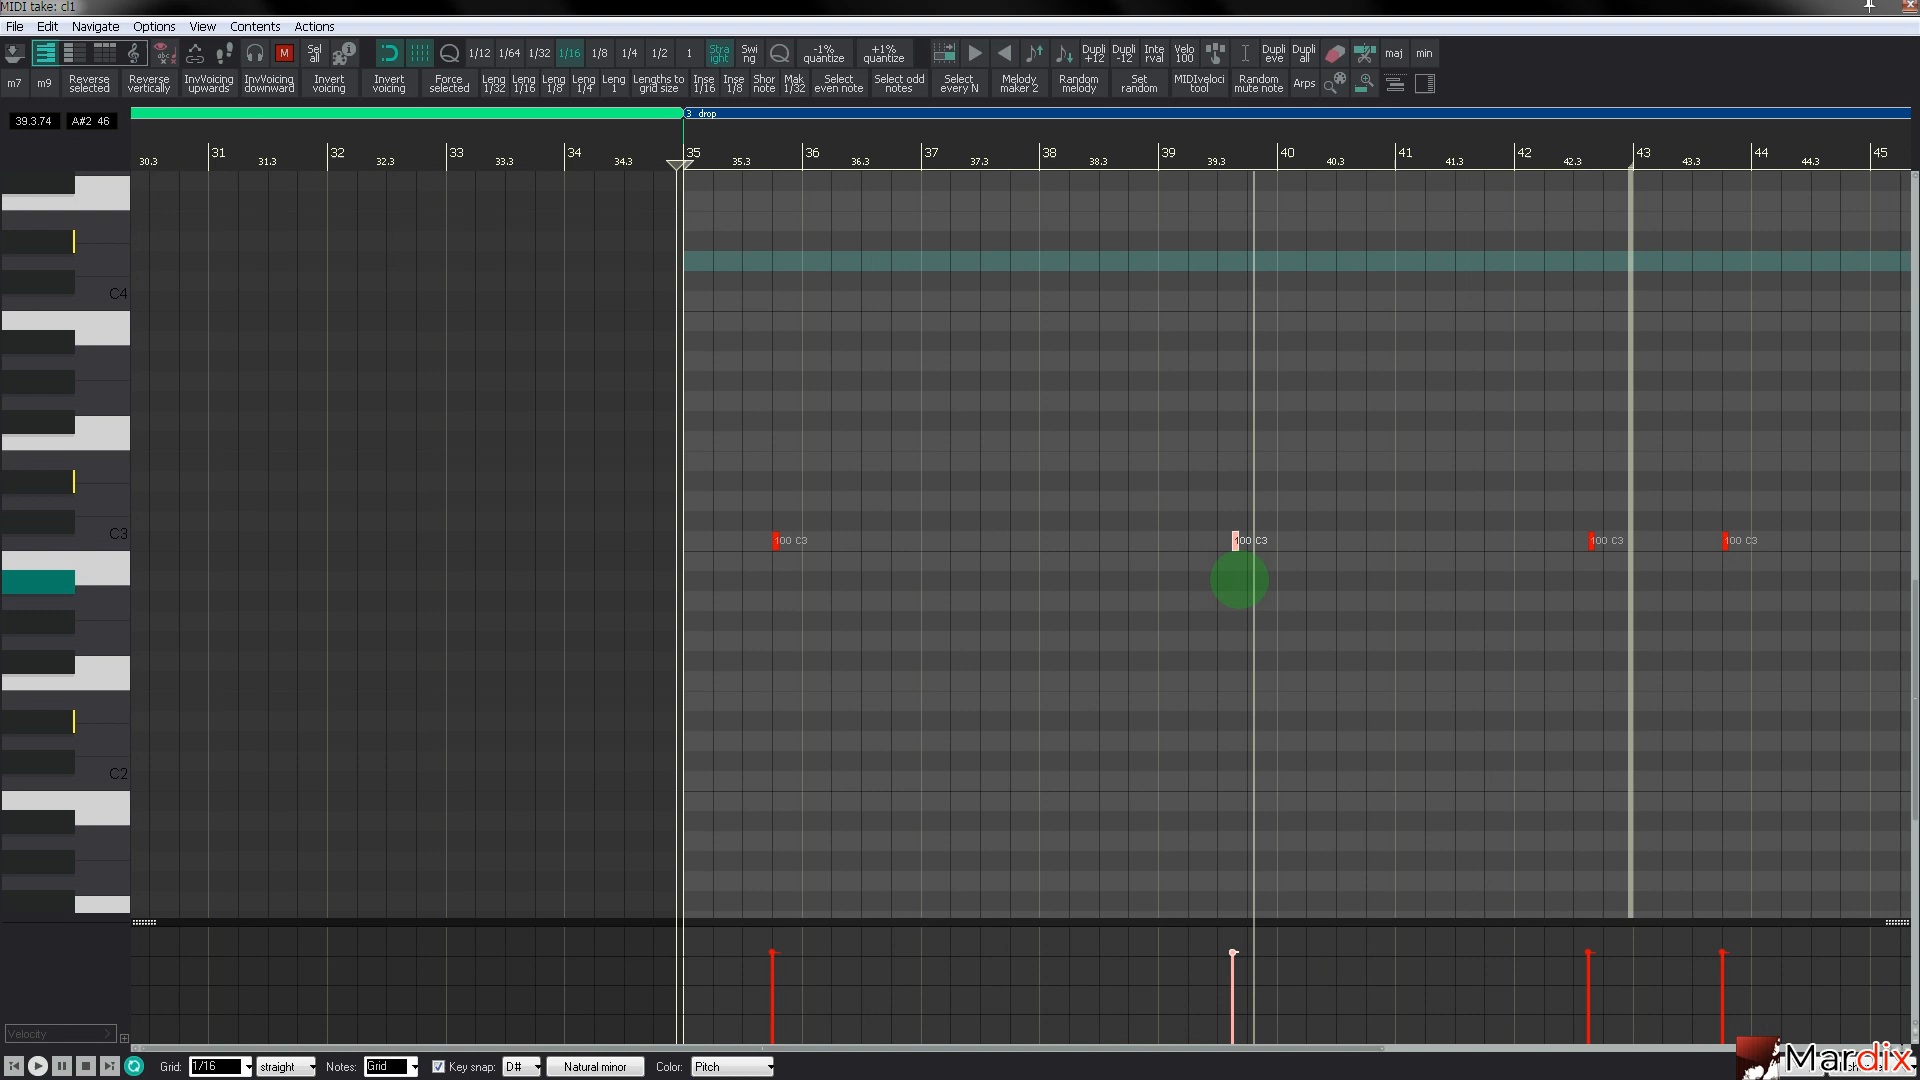 MIDI take: cl1
File Edit Navigate Options View Contents Actions
Sel all 1/12 1/64 1/32 1/16 1/8 1/4 1/2 1 Stra ight Swi ng -1% quantize +1% quantize Dupli +12 Dupli -12 Inte rval Velo 100 Dupli eve Dupli all maj min
m7 m9 Reverse selected Reverse vertically InvVoicing upwards InvVoicing downward Invert voicing Invert voicing Force selected Leng 1/32 Leng 1/16 Leng 1/8 Leng 1/4 Leng 1 Lengths to grid size Inse 1/16 Inse 1/8 Shor note Mak 1/32 Select even note Select odd notes Select every N Melody maker 2 Random melody Set random MIDIveloci tool Random mute note Arps
39.3.74 A#2 46
3 drop
31 32 33 34 35 36 37 38 39 40 41 42 43 44 45
30.3 31.3 32.3 33.3 34.3 35.3 36.3 37.3 38.3 39.3 40.3 41.3 42.3 43.3 44.3
C4
C3
100 C3 100 C3 100 C3 100 C3
C2
Velocity
Grid: 1/16 straight Notes: Grid Key snap: D# Natural minor Color: Pitch
Mardix